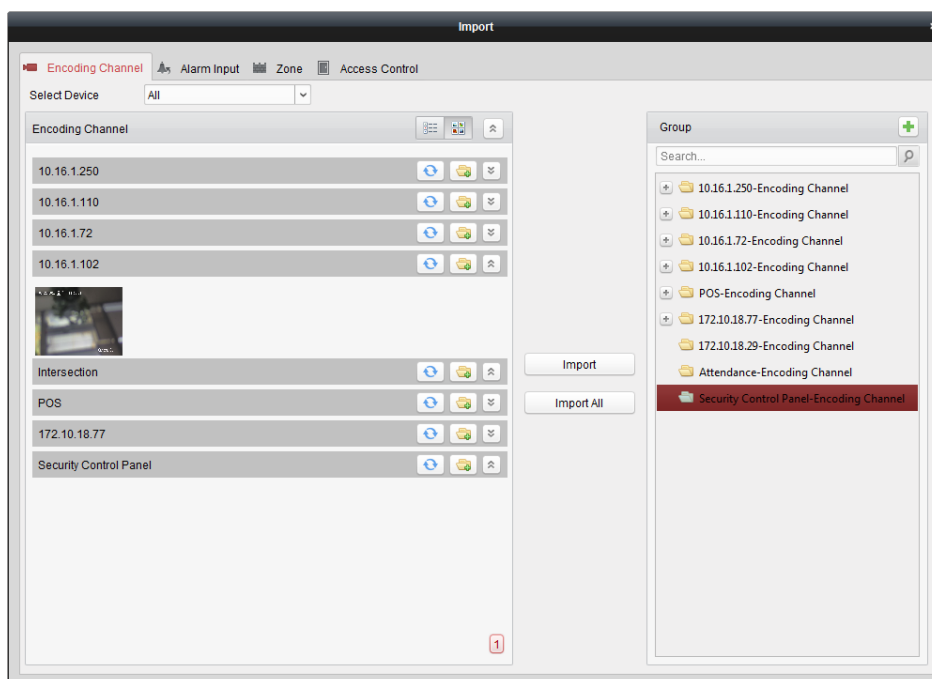 Import
Encoding Channel Alarm Input Zone Access Control
Select Device All
Encoding Channel
10.16.1.250
10.16.1.110
10.16.1.72
10.16.1.102
Intersection
POS
172.10.18.77
Security Control Panel
1
Import
Import All
Group
Search...
10.16.1.250-Encoding Channel
10.16.1.110-Encoding Channel
10.16.1.72-Encoding Channel
10.16.1.102-Encoding Channel
POS-Encoding Channel
172.10.18.77-Encoding Channel
172.10.18.29-Encoding Channel
Attendance-Encoding Channel
Security Control Panel-Encoding Channel